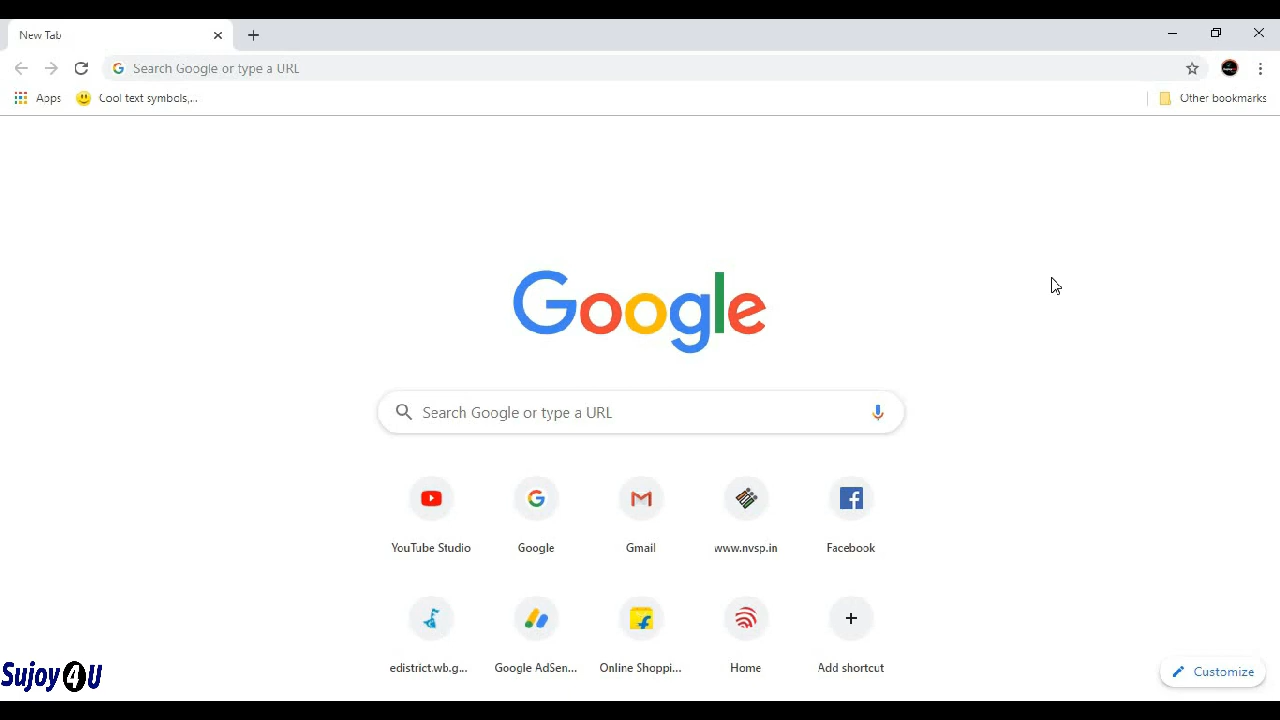 New Tab
Search Google or type a URL
Apps Cool text symbols,... Other bookmarks
Google
Search Google or type a URL
YouTube Studio Google Gmail www.nvsp.in Facebook
edistrict.wb.g... Google AdSen... Online Shoppi... Home Add shortcut
Sujoy4U
Customize